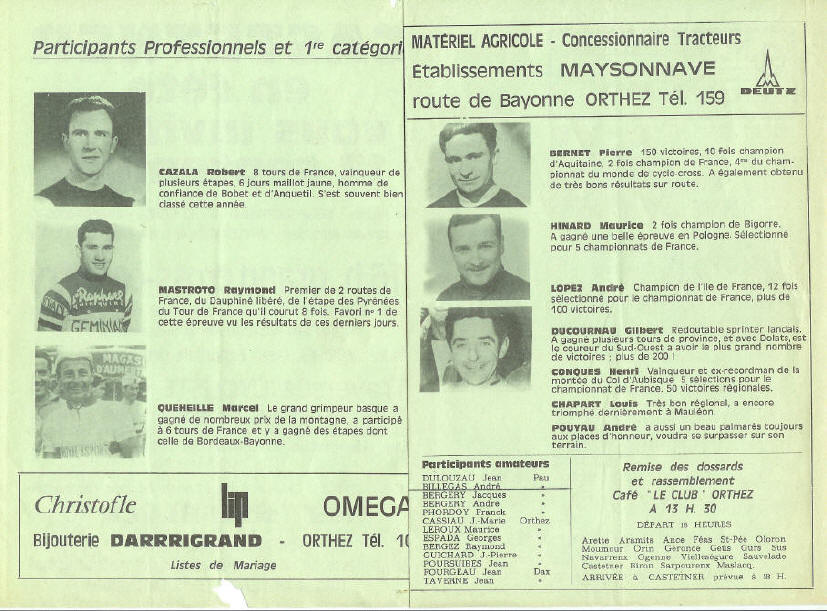 Participants Professionnels et 1re catégori
CAZALA Robert 8 tours de France, vainqueur de
plusieurs étapes, 6 jours maillot jaune, homme de
confiance de Bobet et d'Anquetil. S'est souvent bien
classé cette année.
MASTROTO Raymond Premier de 2 routes de
France, du Dauphiné libéré, de l'étape des Pyrénées
du Tour de France qu'il courut 8 fois. Favori n° 1 de
cette épreuve vu les résultats de ces derniers jours.
St Raphael
GEMINIAN
MAGAS
D'AUMERT
QUEHEILLE Marcel Le grand grimpeur basque a
gagné de nombreux prix de la montagne, a participé
à 6 tours de France, et y a gagné des étapes dont
celle de Bordeaux-Bayonne.
Christofle lip OMEGA
Bijouterie DARRRIGRAND - ORTHEZ Tél. 10
Listes de Mariage
MATÉRIEL AGRICOLE - Concessionnaire Tracteurs
Établissements MAYSONNAVE
route de Bayonne ORTHEZ Tél. 159
DEUTZ
BERNET Pierre 150 victoires, 10 fois champion
d'Aquitaine, 2 fois champion de France, 4me du cham-
pionnat du monde de cyclo-cross. A également obtenu
de très bons résultats sur route.
HINARD Maurice 2 fois champion de Bigorre.
A gagné une belle épreuve en Pologne. Sélectionné
pour 5 championnats de France.
LOPEZ André Champion de l'Ile de France, 12 fois
sélectionné pour le championnat de France, plus de
100 victoires.
DUCOURNAU Gilbert Redoutable sprinter landais.
A gagné plusieurs tours de province, et avec Dolats, est
le coureur du Sud-Ouest a avoir le plus grand nombre
de victoires ; plus de 200 !
CONQUES Henri Vainqueur et ex-recordman de la
montée du Col d'Aubisque 5 sélections pour le
championnat de France. 50 victoires régionales.
CHAPART Louis Très bon régional, a encore
triomphé dernièrement à Mauléon.
POUYAU André a aussi un beau palmarès toujours
aux places d'honneur, voudra se surpasser sur son
terrain.
Participants amateurs
DULOUZAU Jean Pau
BILLEGAS André "
BERGERY Jacques "
BERGERY André "
PHORDOY Franck "
CASSIAU J.-Marie Orthez
LEROUX Maurice "
ESPADA Georges "
BERGEZ Raymond "
GUICHARD J-Pierre "
POURSUIBES Jean "
FOURGEAU Jean Dax
TAVERNE Jean "
Remise des dossards
et rassemblement
Café "LE CLUB" ORTHEZ
A 13 H. 30
DÉPART 15 HEURES
Arette Aramits Ance Féas St-Pée Oloron
Moumour Orin Géronce Geüs Gurs Sus
Navarrenx Ogenne Viellesègure Sauvelade
Castetner Biron Sarpourenx Maslacq.
ARRIVÉE à CASTETNER prévue à 18 H.